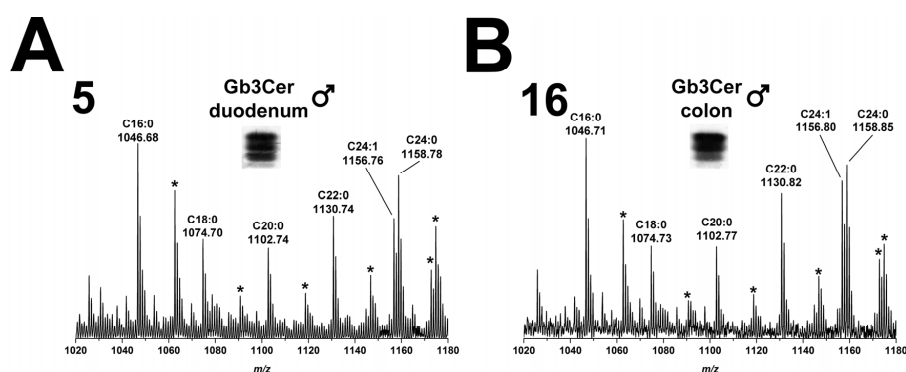 A
5
Gb3Cer ♂
duodenum
C16:0
1046.68
*
C18:0
1074.70
*
C20:0
1102.74
*
C22:0
1130.74
*
C24:1
1156.76
C24:0
1158.78
*
*
1020 1040 1060 1080 1100 1120 1140 1160 1180
m/z
B
16
Gb3Cer ♂
colon
C16:0
1046.71
*
C18:0
1074.73
*
C20:0
1102.77
*
C22:0
1130.82
*
C24:1
1156.80
C24:0
1158.85
*
*
1020 1040 1060 1080 1100 1120 1140 1160 1180
m/z